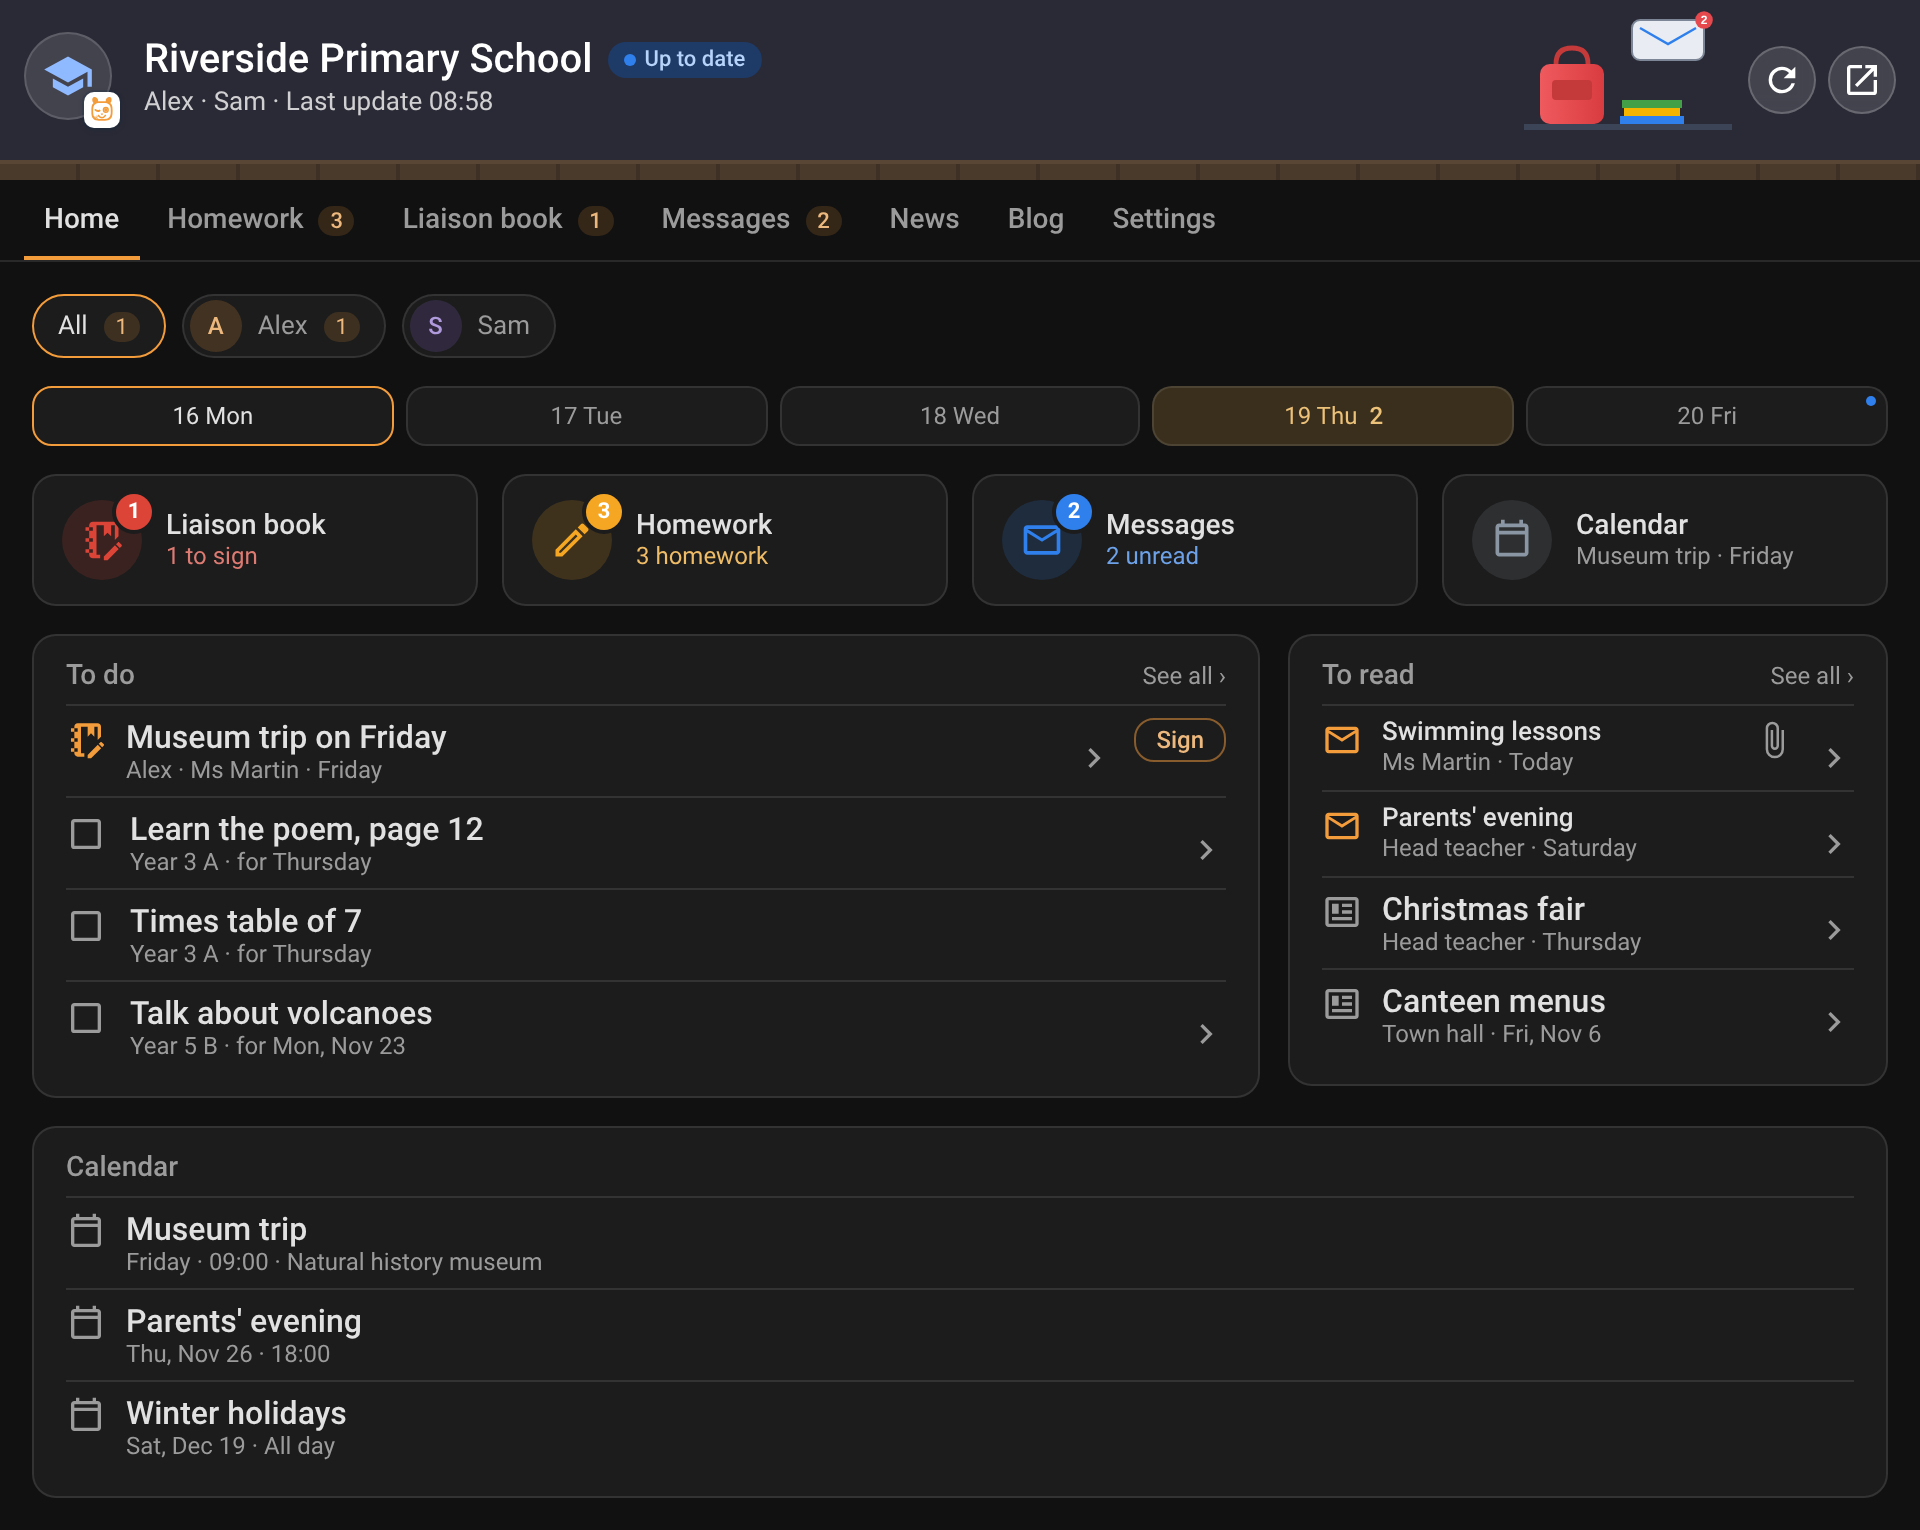 Riverside Primary School
Up to date
Alex · Sam · Last update 08:58
2
Home
Homework 3
Liaison book 1
Messages 2
News
Blog
Settings
All 1
A Alex 1
S Sam
16 Mon
17 Tue
18 Wed
19 Thu 2
20 Fri
1
Liaison book
1 to sign
3
Homework
3 homework
2
Messages
2 unread
Calendar
Museum trip · Friday
To do
See all ›
Museum trip on Friday
Alex · Ms Martin · Friday
Sign
Learn the poem, page 12
Year 3 A · for Thursday
Times table of 7
Year 3 A · for Thursday
Talk about volcanoes
Year 5 B · for Mon, Nov 23
To read
See all ›
Swimming lessons
Ms Martin · Today
Parents' evening
Head teacher · Saturday
Christmas fair
Head teacher · Thursday
Canteen menus
Town hall · Fri, Nov 6
Calendar
Museum trip
Friday · 09:00 · Natural history museum
Parents' evening
Thu, Nov 26 · 18:00
Winter holidays
Sat, Dec 19 · All day